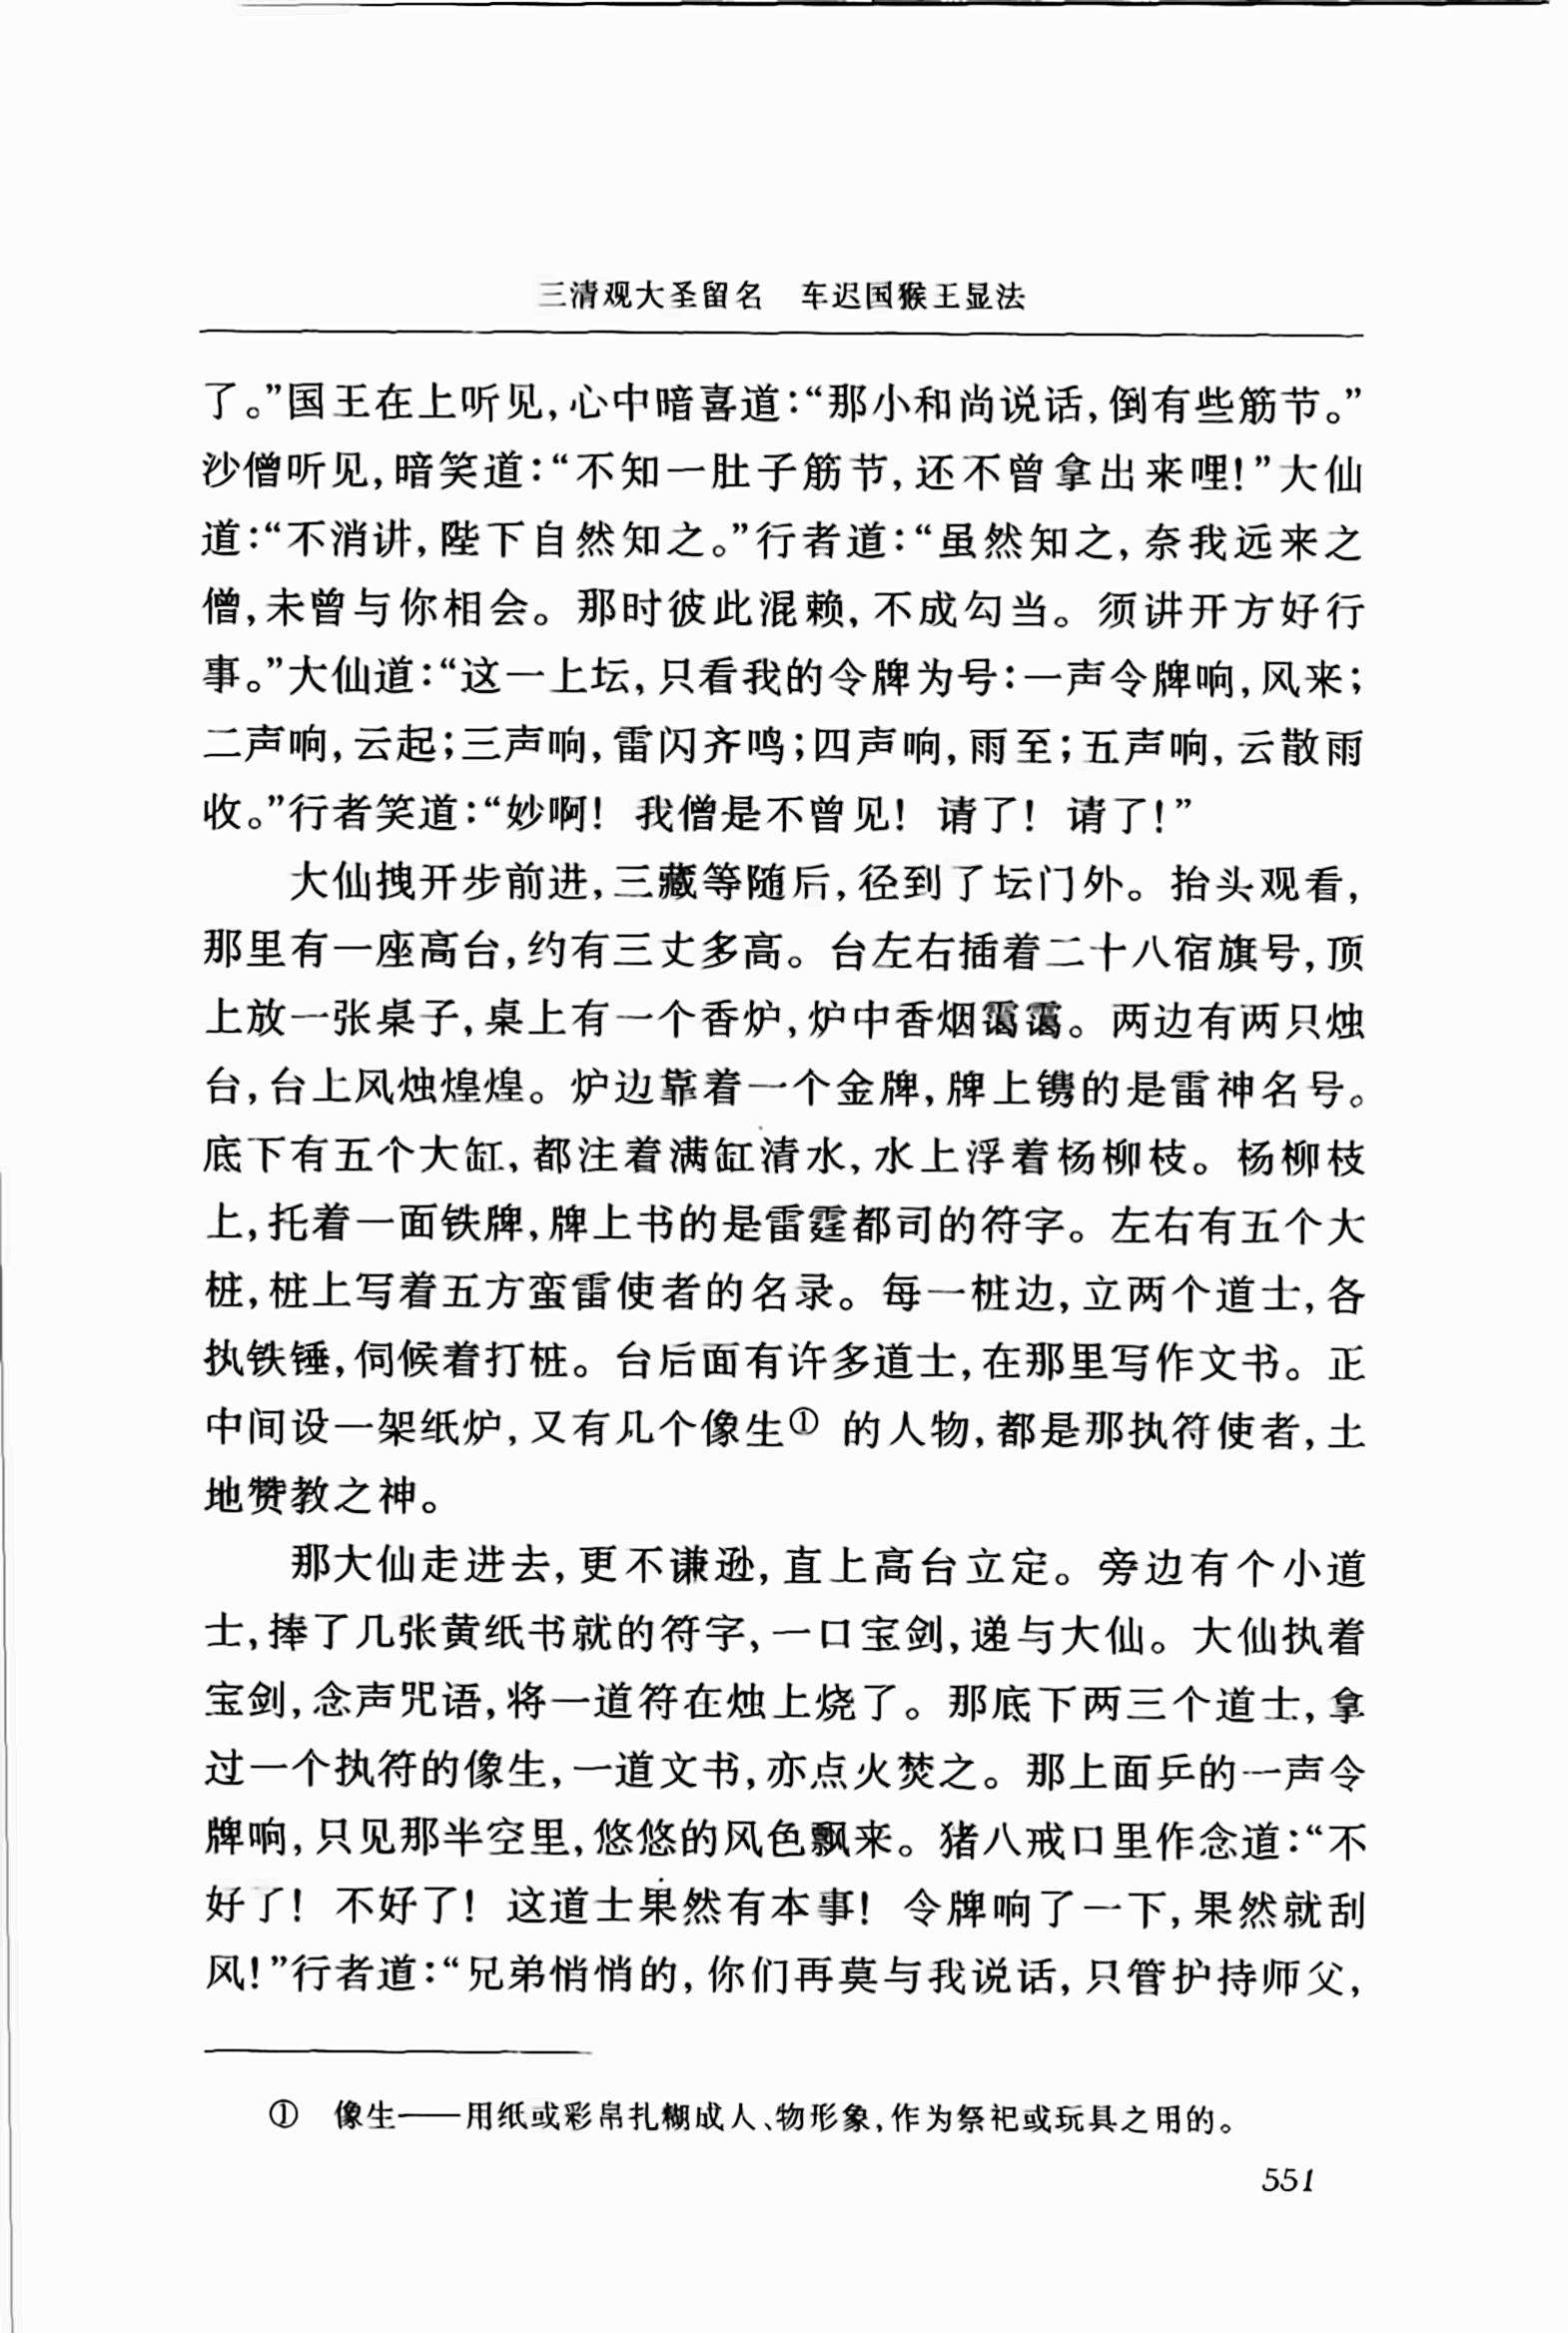 三清观大圣留名　车迟国猴王显法
了。”国王在上听见,心中暗喜道:“那小和尚说话,倒有些筋节。”
沙僧听见,暗笑道:“不知一肚子筋节,还不曾拿出来哩!”大仙
道:“不消讲,陛下自然知之。”行者道:“虽然知之,奈我远来之
僧,未曾与你相会。那时彼此混赖,不成勾当。须讲开方好行
事。”大仙道:“这一上坛,只看我的令牌为号:一声令牌响,风来;
二声响,云起;三声响,雷闪齐鸣;四声响,雨至;五声响,云散雨
收。”行者笑道:“妙啊! 我僧是不曾见! 请了! 请了!”
大仙拽开步前进,三藏等随后,径到了坛门外。抬头观看,
那里有一座高台,约有三丈多高。台左右插着二十八宿旗号,顶
上放一张桌子,桌上有一个香炉,炉中香烟霭霭。两边有两只烛
台,台上风烛煌煌。炉边靠着一个金牌,牌上镌的是雷神名号。
底下有五个大缸,都注着满缸清水,水上浮着杨柳枝。杨柳枝
上,托着一面铁牌,牌上书的是雷霆都司的符字。左右有五个大
桩,桩上写着五方蛮雷使者的名录。每一桩边,立两个道士,各
执铁锤,伺候着打桩。台后面有许多道士,在那里写作文书。正
中间设一架纸炉,又有几个像生① 的人物,都是那执符使者,土
地赞教之神。
那大仙走进去,更不谦逊,直上高台立定。旁边有个小道
士,捧了几张黄纸书就的符字,一口宝剑,递与大仙。大仙执着
宝剑,念声咒语,将一道符在烛上烧了。那底下两三个道士,拿
过一个执符的像生,一道文书,亦点火焚之。那上面乒的一声令
牌响,只见那半空里,悠悠的风色飘来。猪八戒口里作念道:“不
好了! 不好了! 这道士果然有本事! 令牌响了一下,果然就刮
风!”行者道:“兄弟悄悄的,你们再莫与我说话,只管护持师父,
① 像生——用纸或彩帛扎糊成人、物形象,作为祭祀或玩具之用的。
551